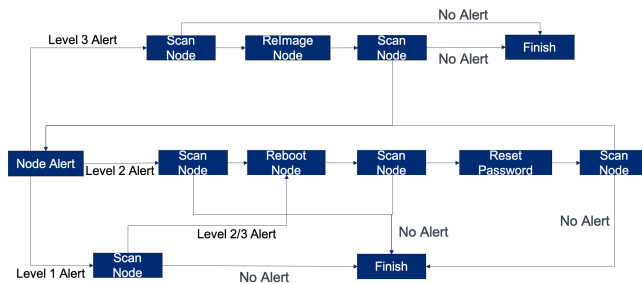 No Alert
Level 3 Alert
Scan
Node
ReImage
Node
Scan
Node
Finish
No Alert
Node Alert
Level 2 Alert
Scan
Node
Reboot
Node
Scan
Node
Reset
Password
Scan
Node
No Alert
Level 2/3 Alert
No Alert
Level 1 Alert
Scan
Node
No Alert
Finish